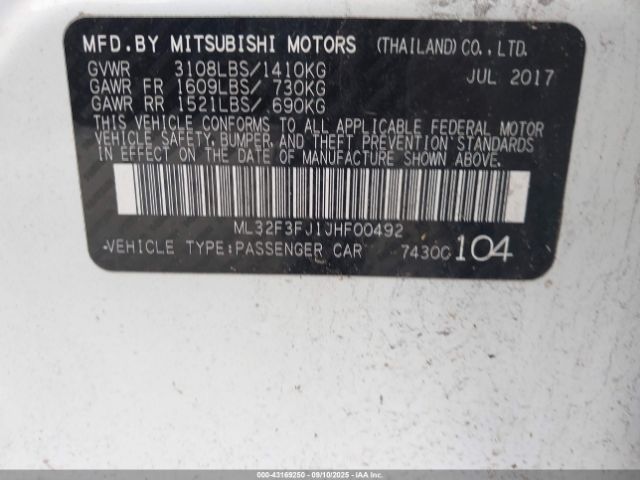 MFD.BY MITSUBISHI MOTORS (THAILAND)CO.,LTD.
GVWR 3108LBS/1410KG JUL 2017
GAWR FR 1609LBS/ 730KG
GAWR RR 1521LBS/ 690KG
THIS VEHICLE CONFORMS TO ALL APPLICABLE FEDERAL MOTOR
VEHICLE SAFETY, BUMPER, AND THEFT PREVENTION STANDARDS
IN EFFECT ON THE DATE OF MANUFACTURE SHOWN ABOVE.
ML32F3FJ1JHF00492
VEHICLE TYPE:PASSENGER CAR 7430C 104
000-43169250 - 09/10/2025 - IAAI.COM